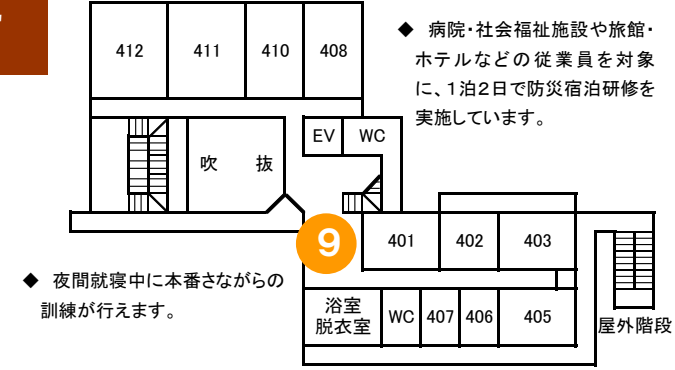 412 411 410 408
◆ 病院・社会福祉施設や旅館・
ホテルなどの従業員を対象
に、1泊2日で防災宿泊研修を
実施しています。
EV WC
吹 抜
9
401 402 403
◆ 夜間就寝中に本番さながらの
訓練が行えます。
浴室
脱衣室
WC 407 406 405
屋外階段